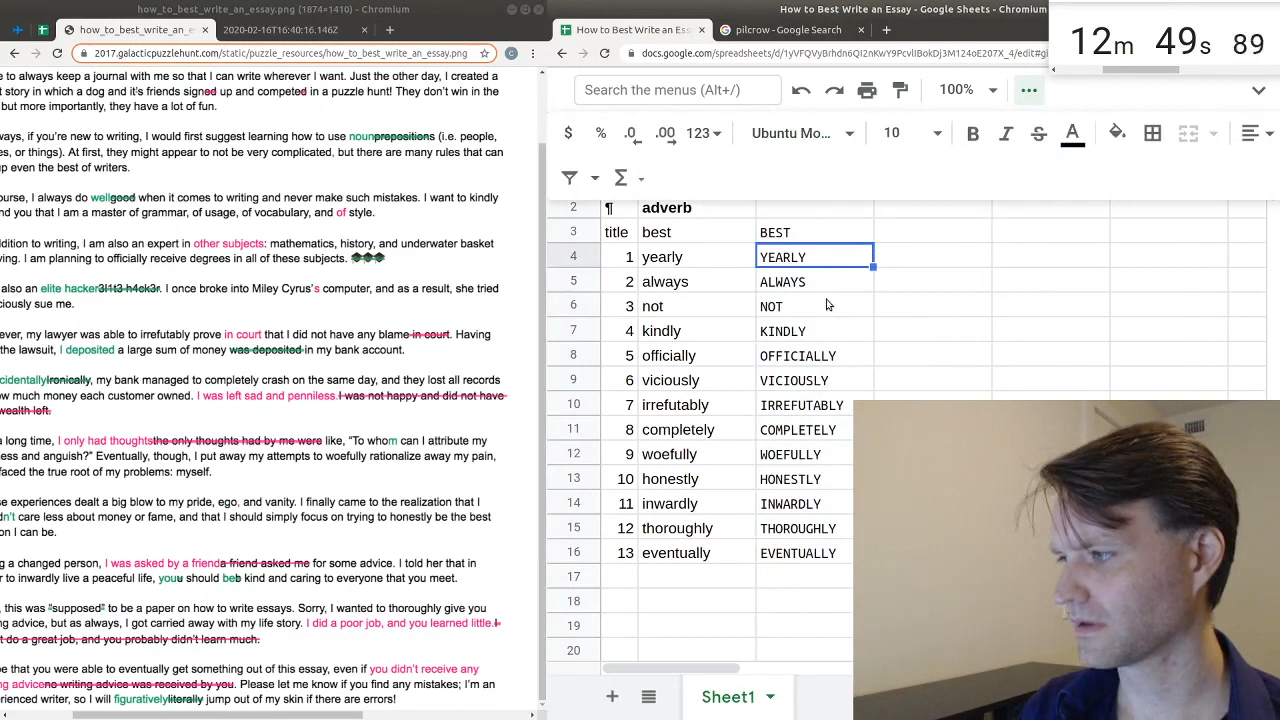 how_to_best_write_an_essay.png (1874×1410) - Chromium
how_to_best_write_an_es
2020-02-16T16:40:16.146Z
2017.galacticpuzzlehunt.com/static/puzzle_resources/how_to_best_write_an_essay.png
e to always keep a journal with me so that I can write wherever I want. Just the other day, I created a
t story in which a dog and it's friends signed up and competed in a puzzle hunt! They don't win in the
but more importantly, they have a lot of fun.
ways, if you're new to writing, I would first suggest learning how to use nounprepositions (i.e. people,
es, or things). At first, they might appear to not be very complicated, but there are many rules that can
up even the best of writers.
ourse, I always do wellgood when it comes to writing and never make such mistakes. I want to kindly
nd you that I am a master of grammar, of usage, of vocabulary, and of style.
ddition to writing, I am also an expert in other subjects: mathematics, history, and underwater basket
ving. I am planning to officially receive degrees in all of these subjects.
also an elite hacker3l1t3 h4ck3r. I once broke into Miley Cyrus's computer, and as a result, she tried
ciously sue me.
ever, my lawyer was able to irrefutably prove in court that I did not have any blame in court. Having
the lawsuit, I deposited a large sum of money was deposited in my bank account.
cidentallyIronically, my bank managed to completely crash on the same day, and they lost all records
ow much money each customer owned. I was left sad and penniless.I was not happy and did not have
wealth left.
a long time, I only had thoughtsthe only thoughts had by me were like, "To whom can I attribute my
ess and anguish?" Eventually, though, I put away my attempts to woefully rationalize away my pain,
faced the true root of my problems: myself.
se experiences dealt a big blow to my pride, ego, and vanity. I finally came to the realization that I
dn't care less about money or fame, and that I should simply focus on trying to honestly be the best
on I can be.
g a changed person, I was asked by a frienda friend asked me for some advice. I told her that in
r to inwardly live a peaceful life, youu should beb kind and caring to everyone that you meet.
, this was "supposed" to be a paper on how to write essays. Sorry, I wanted to thoroughly give you
ng advice, but as always, I got carried away with my life story. I did a poor job, and you learned little.I
t do a great job, and you probably didn't learn much.
pe that you were able to eventually get something out of this essay, even if you didn't receive any
ng adviceno writing advice was received by you. Please let me know if you find any mistakes; I'm an
erienced writer, so I will figurativelyliterally jump out of my skin if there are errors!
How to Best Write an Essay - Google Sheets - Chromium
How to Best Write an Es
pilcrow - Google Search
docs.google.com/spreadsheets/d/1yVFQVyBrhdn6QI2nKwY9PcvlIBokDj3M124oE207X_4/edit#gi
12m 49s 89
Search the menus (Alt+/)
100%
$ % .0 .00 123 Ubuntu Mo... 10 B I S A
2 ¶ adverb
3 title best BEST
4 1 yearly YEARLY
5 2 always ALWAYS
6 3 not NOT
7 4 kindly KINDLY
8 5 officially OFFICIALLY
9 6 viciously VICIOUSLY
10 7 irrefutably IRREFUTABLY
11 8 completely COMPLETELY
12 9 woefully WOEFULLY
13 10 honestly HONESTLY
14 11 inwardly INWARDLY
15 12 thoroughly THOROUGHLY
16 13 eventually EVENTUALLY
17
18
19
20
Sheet1